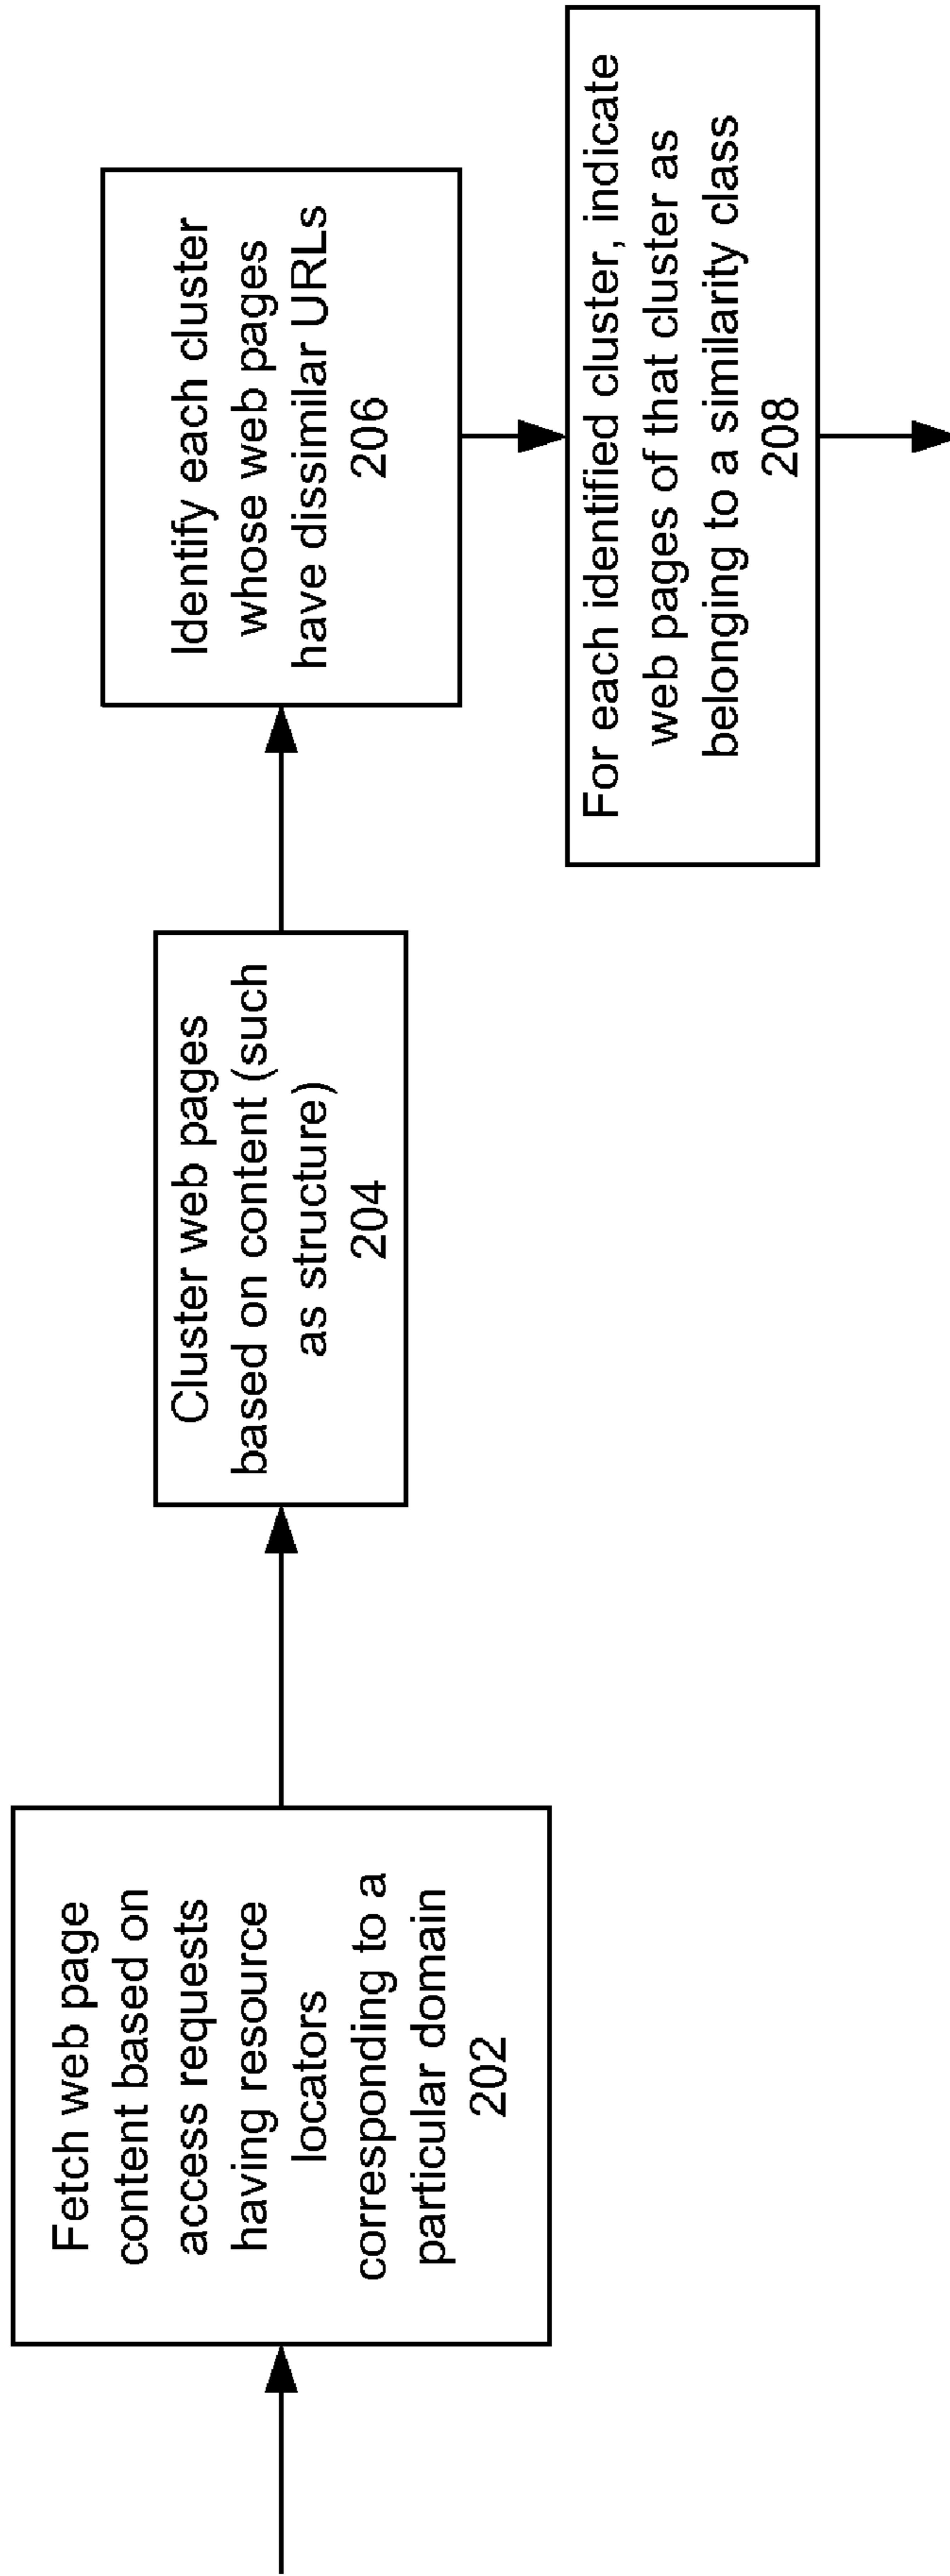 Fetch web page
content based on
access requests
having resource
locators
corresponding to a
particular domain
202
Cluster web pages
based on content (such
as structure)
204
Identify each cluster
whose web pages
have dissimilar URLs
206
For each identified cluster, indicate
web pages of that cluster as
belonging to a similarity class
208